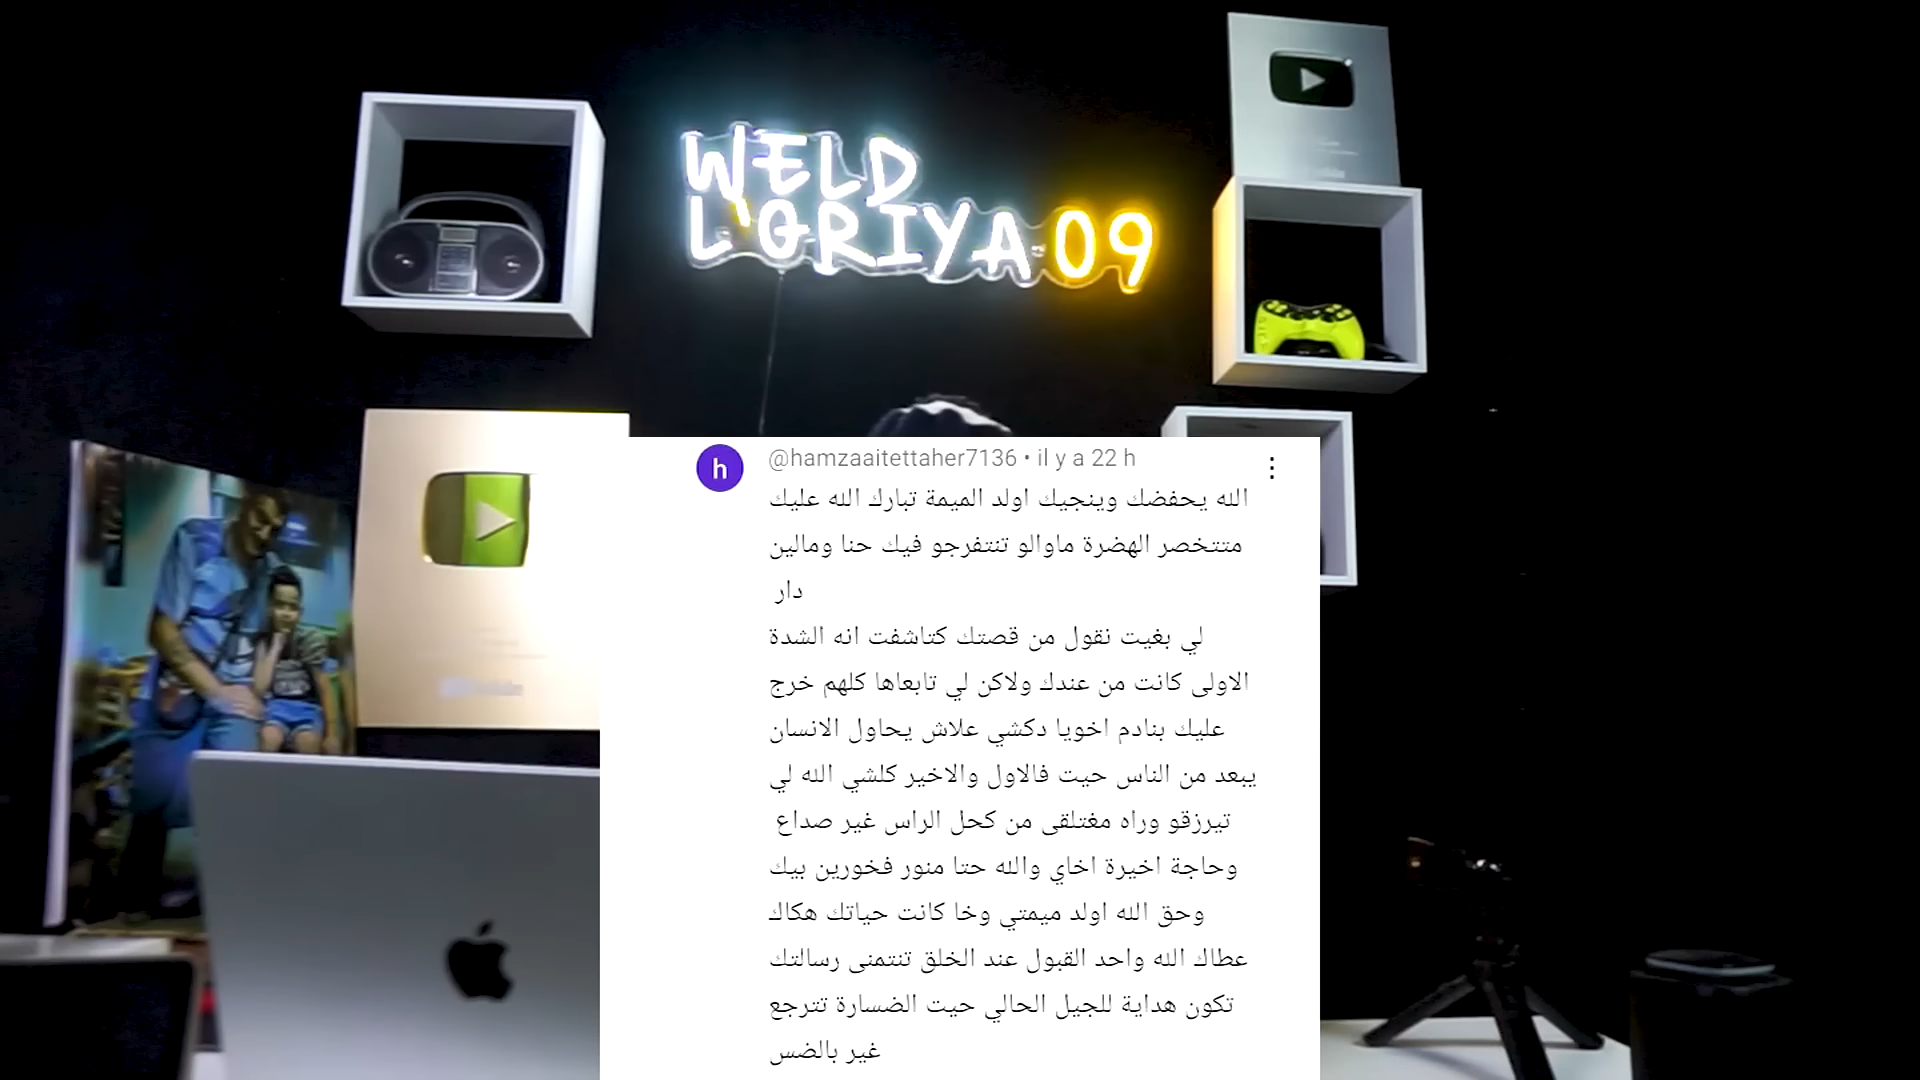 WELD
L'GRIYA 09
h
@hamzaaitettaher7136 • il y a 22 h
الله يحفضك وينجيك اولد الميمة تبارك الله عليك
متتخصر الهضرة ماوالو تنتفرجو فيك حنا ومالين
دار
لي بغيت نقول من قصتك كتاشفت انه الشدة
الاولى كانت من عندك ولاكن لي تابعاها كلهم خرج
عليك بنادم اخويا دكشي علاش يحاول الانسان
يبعد من الناس حيت فالاول والاخير كلشي الله لي
تيرزقو وراه مغتلقى من كحل الراس غير صداع
وحاجة اخيرة اخاي والله حتا منور فخورين بيك
وحق الله اولد ميمتي وخا كانت حياتك هكاك
عطاك الله واحد القبول عند الخلق تنتمنى رسالتك
تكون هداية للجيل الحالي حيت الضسارة تترجع
غير بالضس